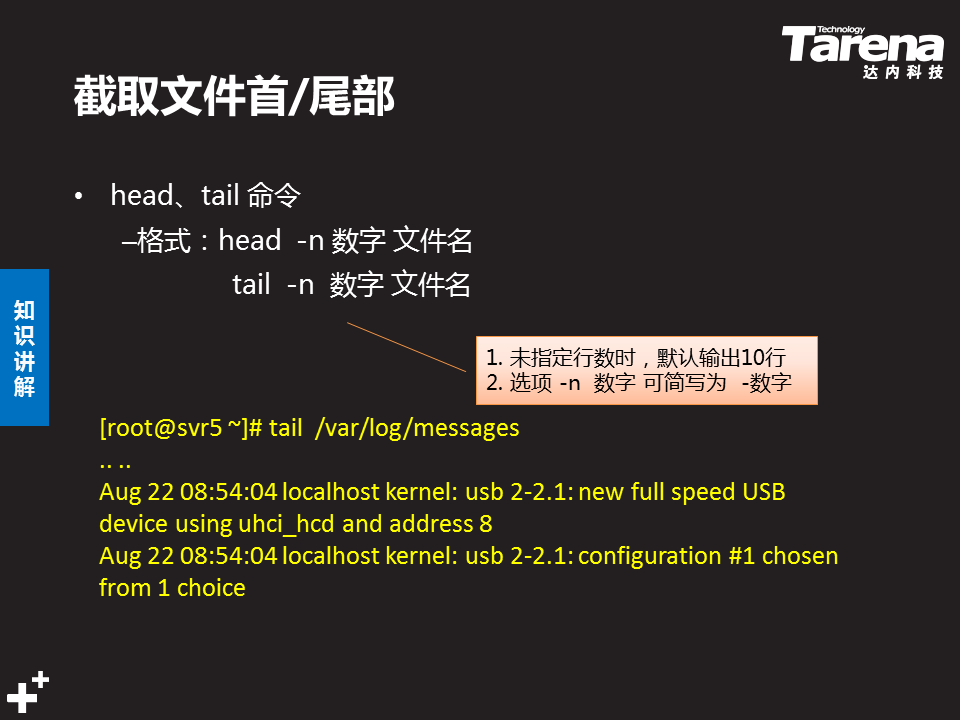 Technology
Tarena
达内科技
截取文件首/尾部
• head、tail 命令
–格式：head -n 数字 文件名
tail -n 数字 文件名
知识讲解
1. 未指定行数时，默认输出10行
2. 选项 -n 数字 可简写为 -数字
[root@svr5 ~]# tail /var/log/messages
.. ..
Aug 22 08:54:04 localhost kernel: usb 2-2.1: new full speed USB
device using uhci_hcd and address 8
Aug 22 08:54:04 localhost kernel: usb 2-2.1: configuration #1 chosen
from 1 choice